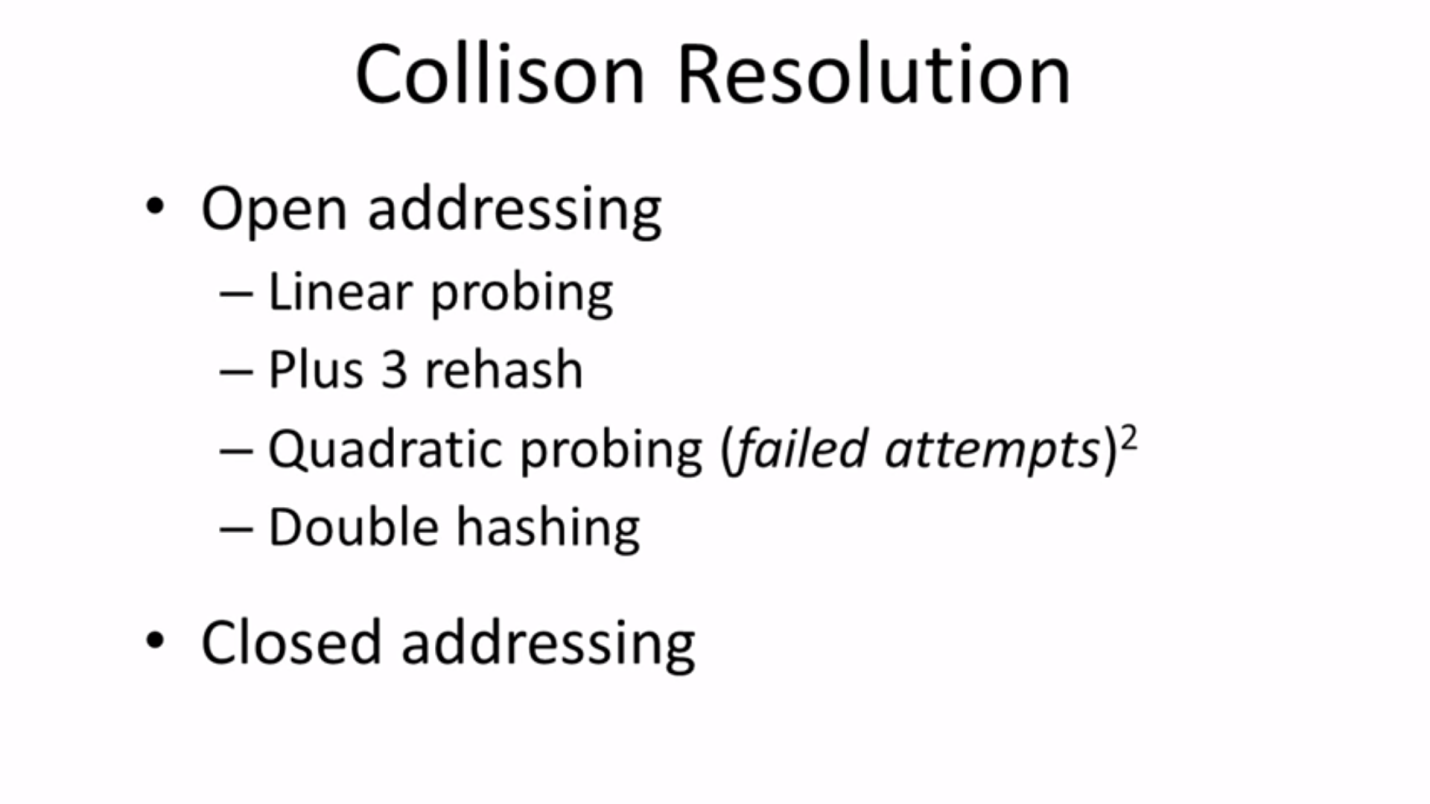 Collison Resolution
• Open addressing
– Linear probing
– Plus 3 rehash
– Quadratic probing (failed attempts)²
– Double hashing
• Closed addressing